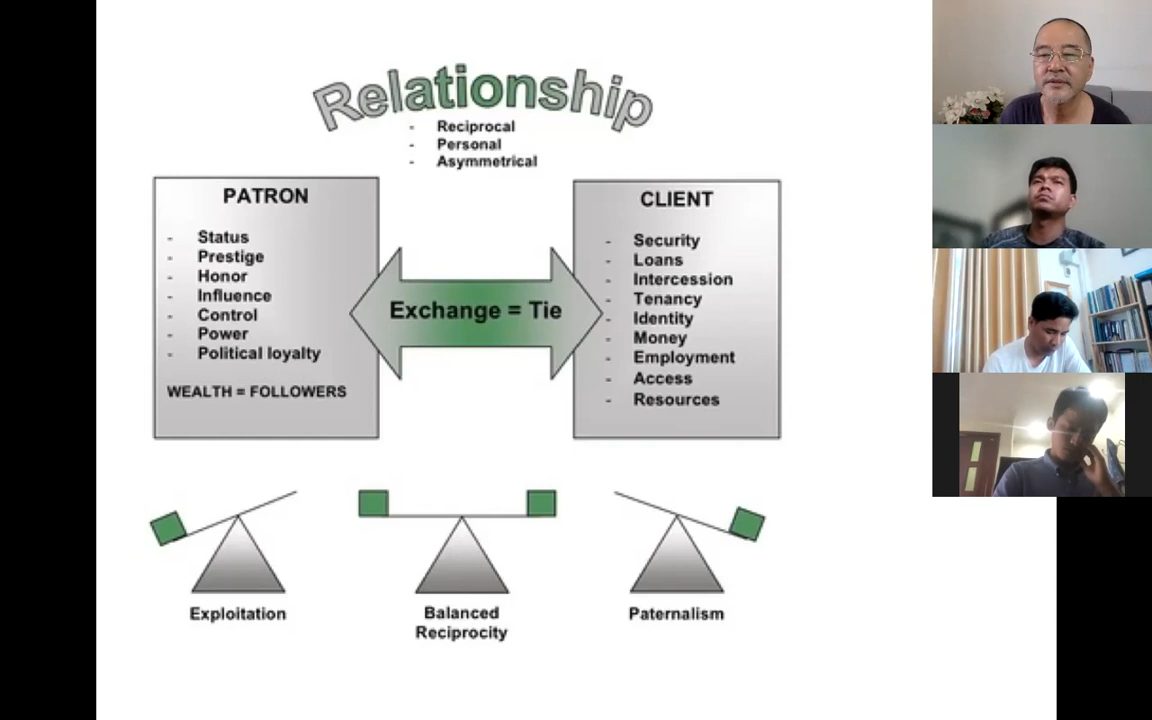 Relationship
- Reciprocal
- Personal
- Asymmetrical
PATRON
- Status
- Prestige
- Honor
- Influence
- Control
- Power
- Political loyalty
WEALTH = FOLLOWERS
Exchange = Tie
CLIENT
- Security
- Loans
- Intercession
- Tenancy
- Identity
- Money
- Employment
- Access
- Resources
Exploitation
Balanced
Reciprocity
Paternalism